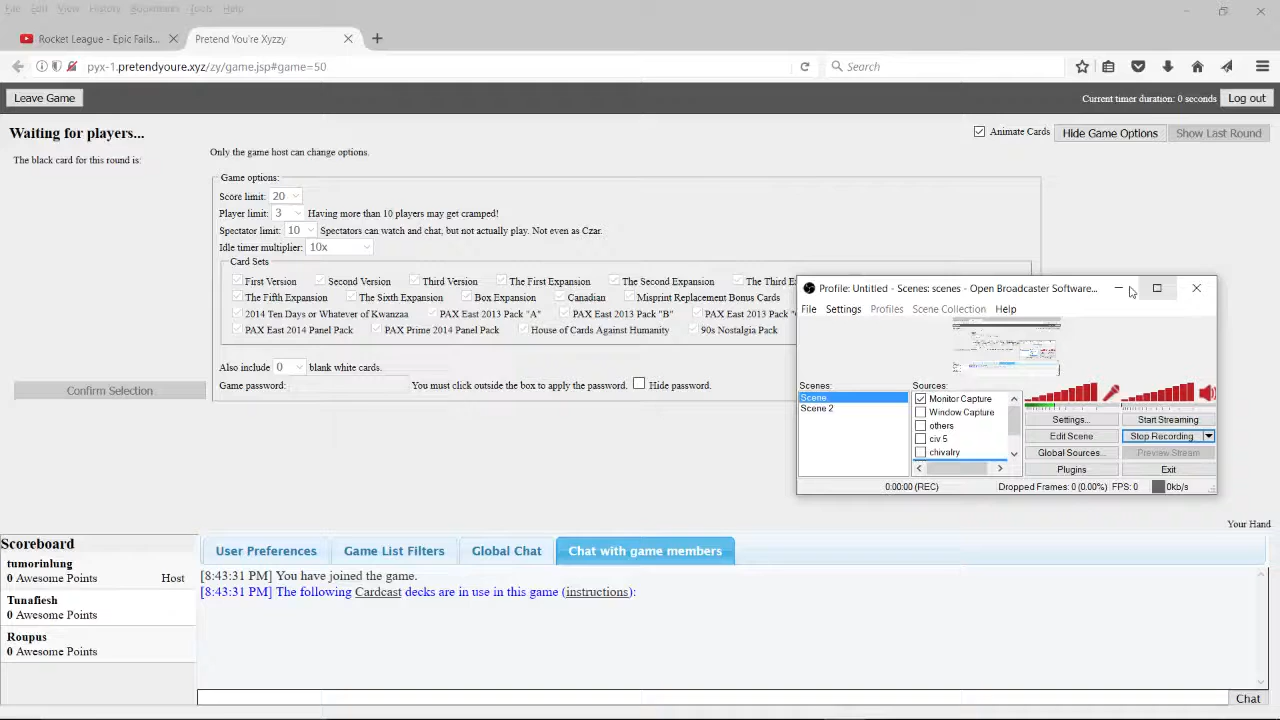 File Edit View History Bookmarks Tools Help
Rocket League - Epic Fails...
Pretend You're Xyzzy
pyx-1.pretendyoure.xyz/zy/game.jsp#game=50
Search
Leave Game
Current timer duration: 0 seconds
Log out
Waiting for players...
Animate Cards
Hide Game Options
Show Last Round
The black card for this round is:
Only the game host can change options.
Game options:
Score limit: 20
Player limit: 3 Having more than 10 players may get cramped!
Spectator limit: 10 Spectators can watch and chat, but not actually play. Not even as Czar.
Idle timer multiplier: 10x
Card Sets
First Version Second Version Third Version The First Expansion The Second Expansion The Third E
The Fifth Expansion The Sixth Expansion Box Expansion Canadian Misprint Replacement Bonus Cards
2014 Ten Days or Whatever of Kwanzaa PAX East 2013 Pack "A" PAX East 2013 Pack "B" PAX East 2013 Pack "
PAX East 2014 Panel Pack PAX Prime 2014 Panel Pack House of Cards Against Humanity 90s Nostalgia Pack
Also include 0 blank white cards.
Game password: You must click outside the box to apply the password. Hide password.
Confirm Selection
Profile: Untitled - Scenes: scenes - Open Broadcaster Software...
File Settings Profiles Scene Collection Help
Scenes:
Scene
Scene 2
Sources:
Monitor Capture
Window Capture
others
civ 5
chivalry
Settings... Start Streaming
Edit Scene Stop Recording
Global Sources... Preview Stream
Plugins Exit
0:00:00 (REC) Dropped Frames: 0 (0.00%) FPS: 0 0kb/s
Your Hand
Scoreboard
tumorinlung
0 Awesome Points Host
Tunafiesh
0 Awesome Points
Roupus
0 Awesome Points
User Preferences Game List Filters Global Chat Chat with game members
[8:43:31 PM] You have joined the game.
[8:43:31 PM] The following Cardcast decks are in use in this game (instructions):
Chat